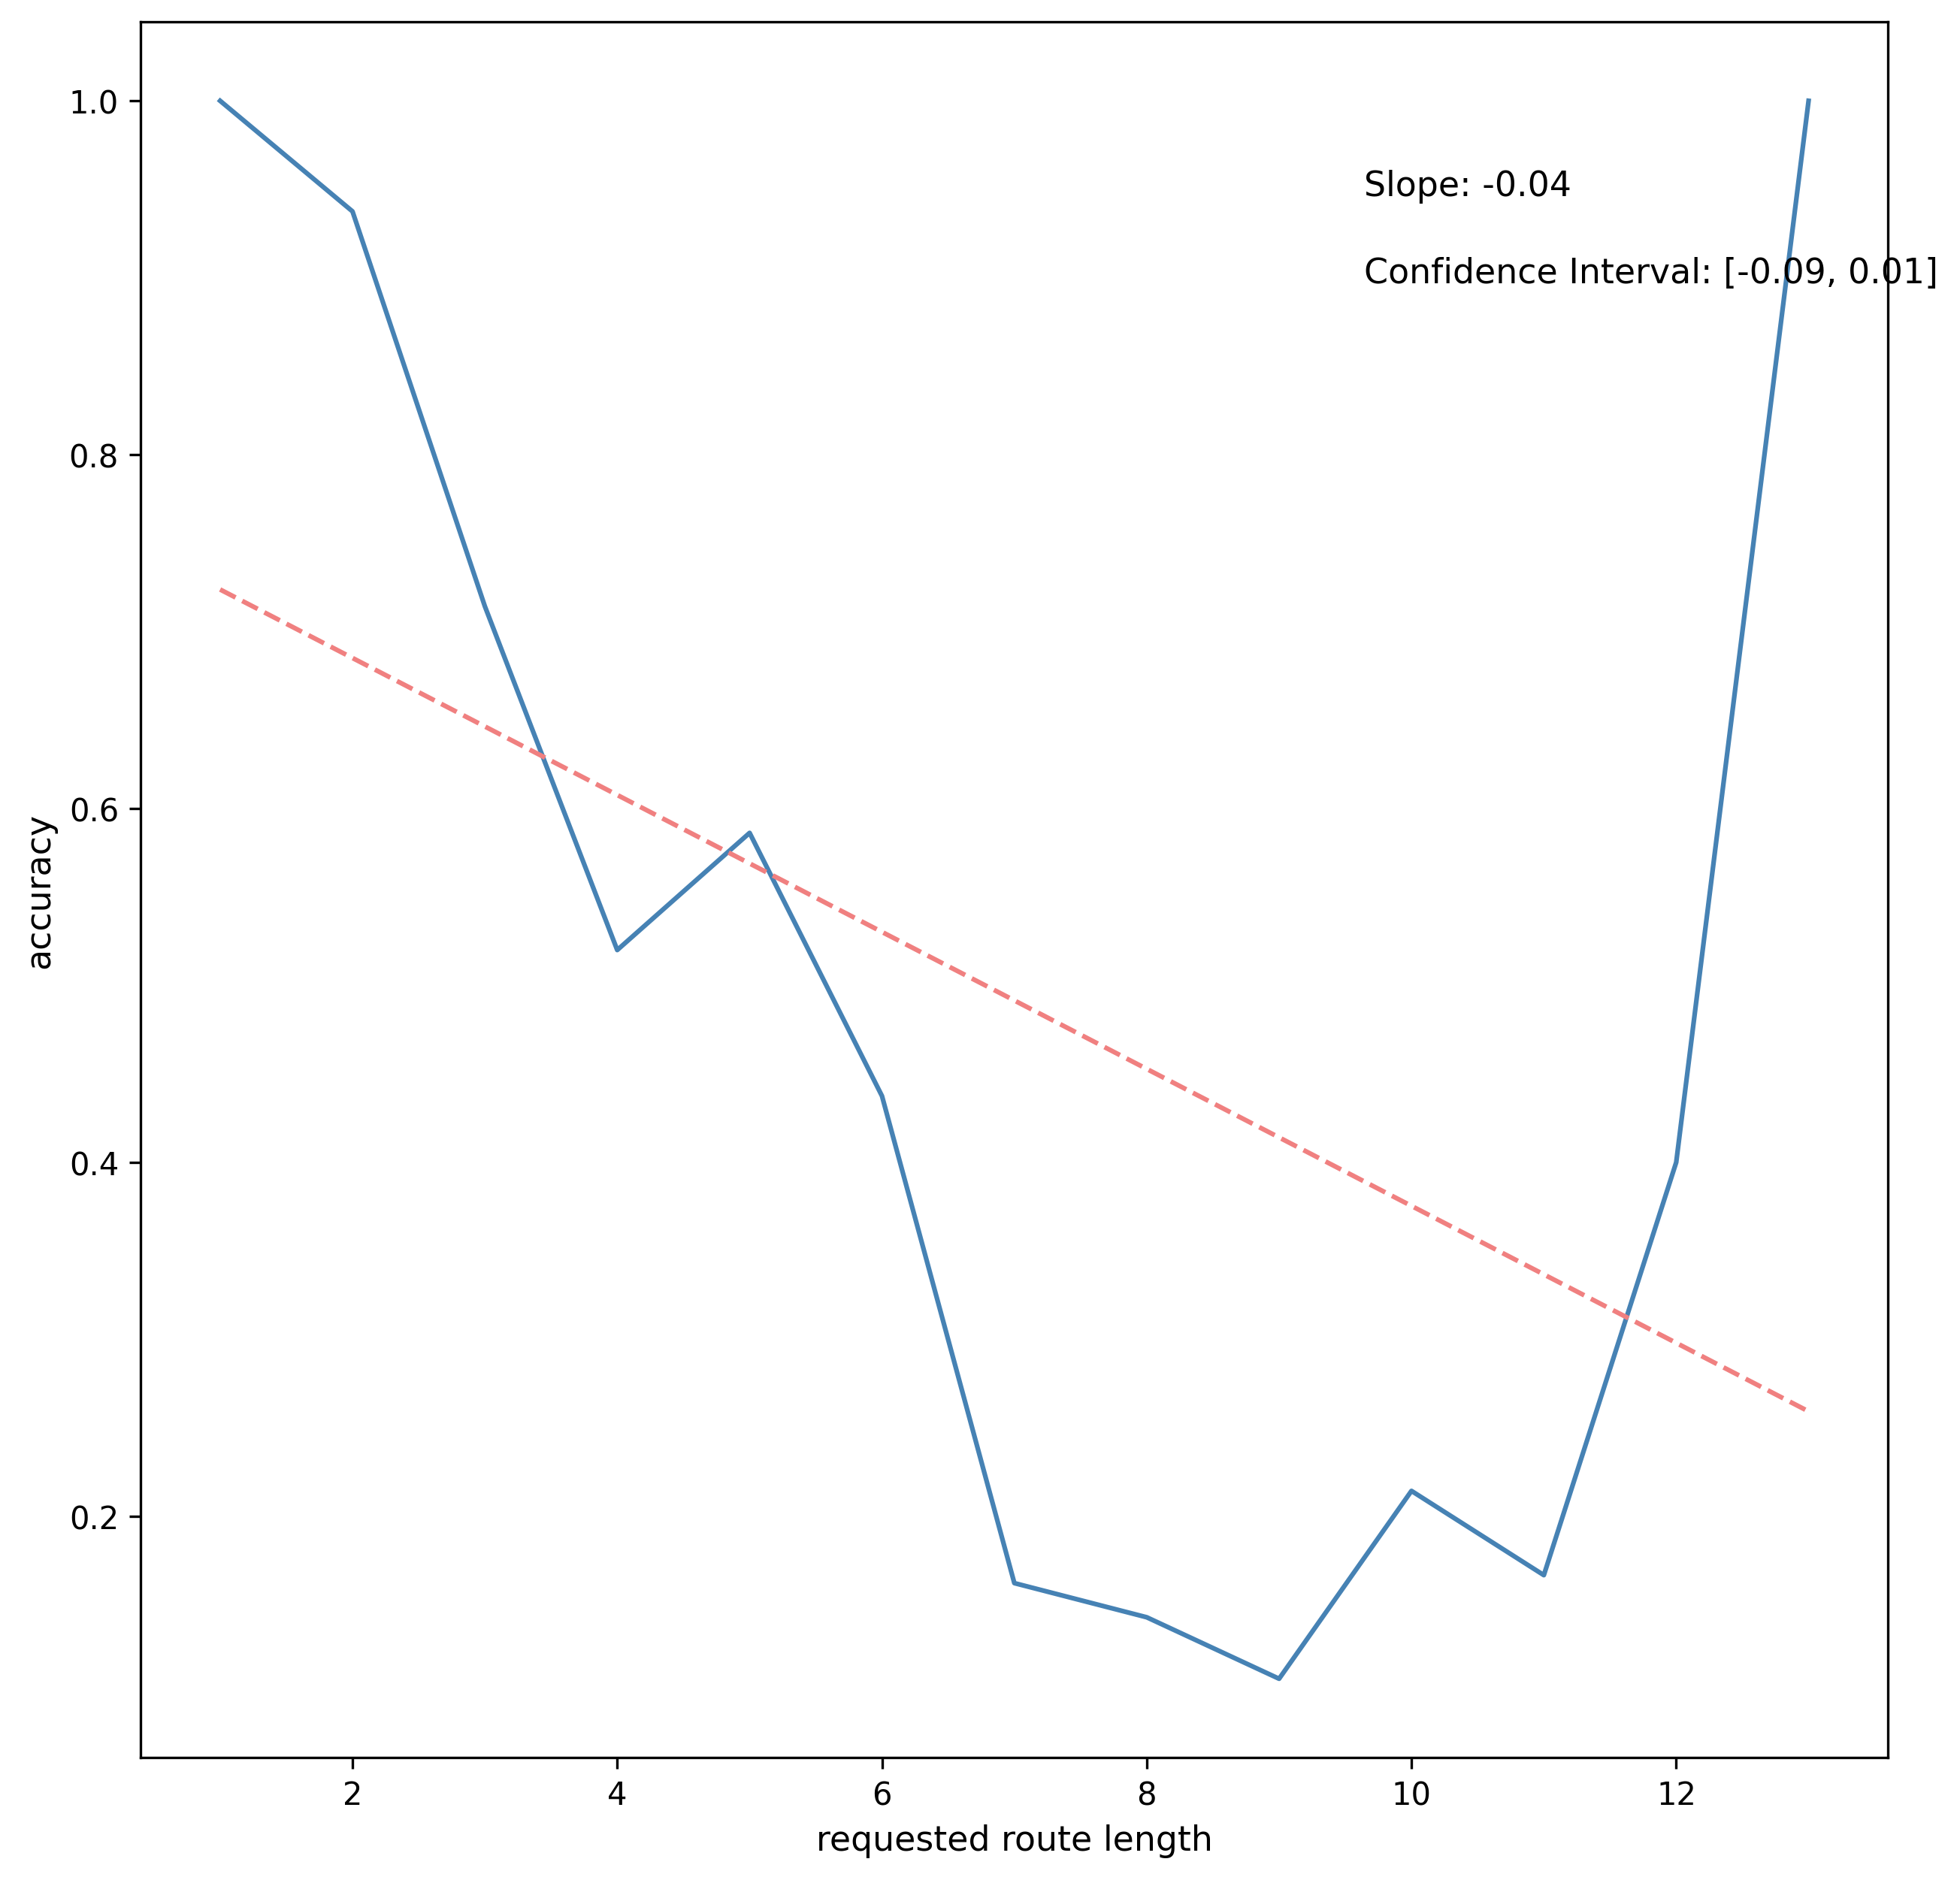 1.0
0.8
0.6
0.4
0.2
accuracy
Slope: -0.04
Confidence Interval: [-0.09, 0.01]
2 4 6 8 10 12
requested route length